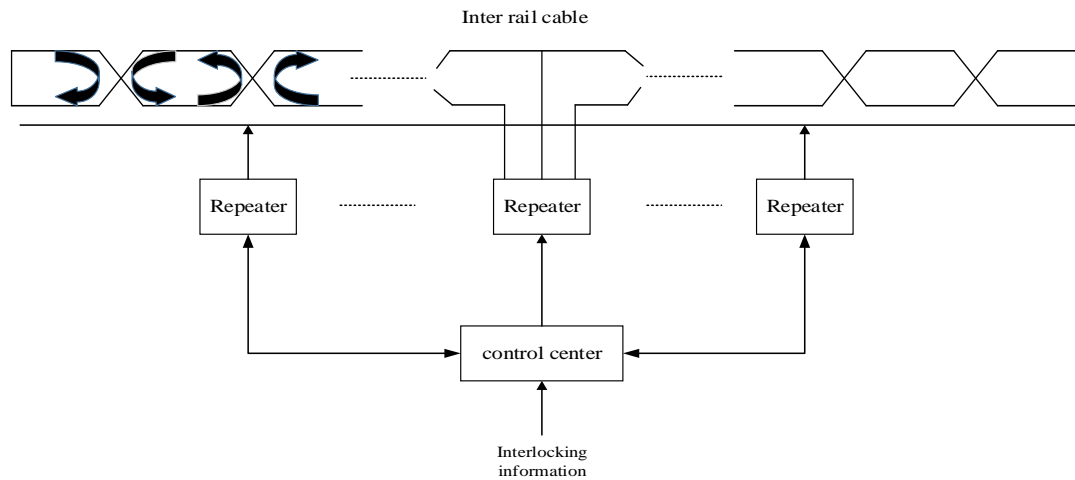 Inter rail cable
Repeater
Repeater
Repeater
control center
Interlocking
information